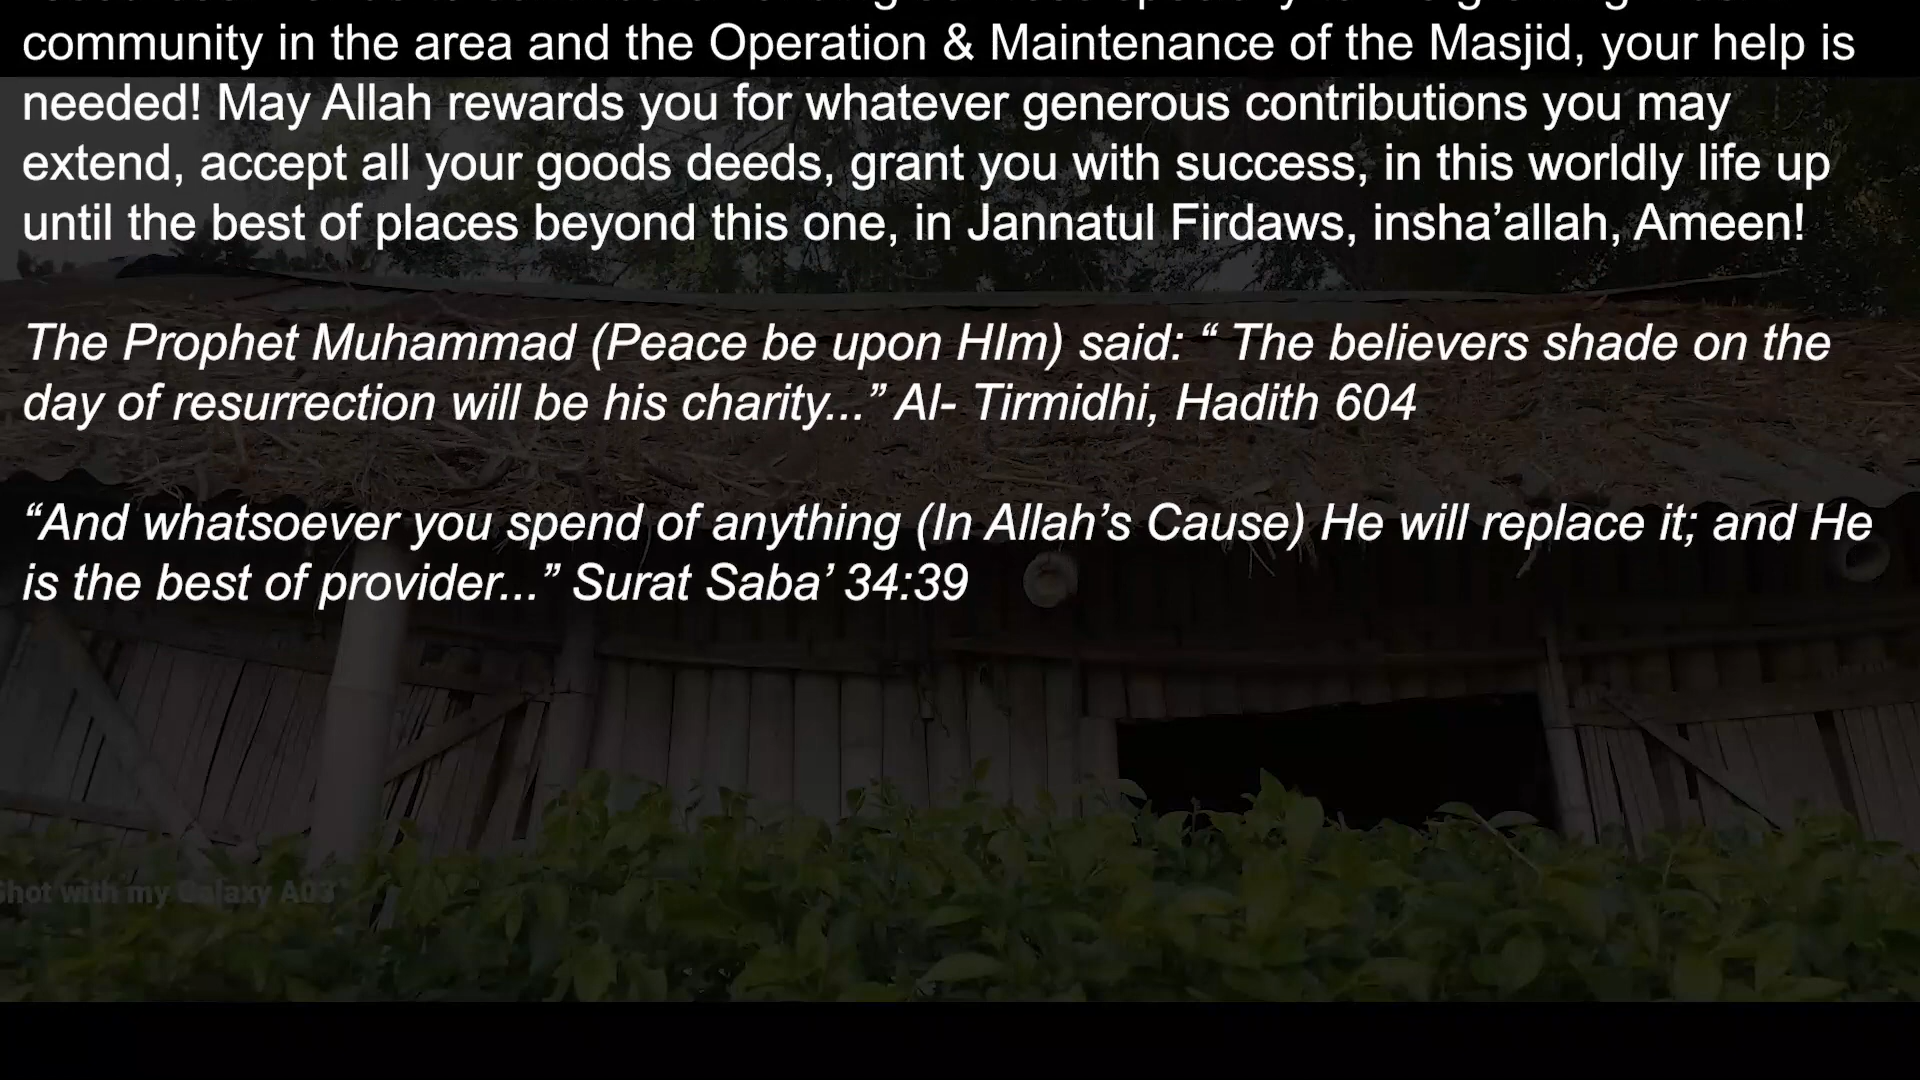 community in the area and the Operation & Maintenance of the Masjid, your help is
needed! May Allah rewards you for whatever generous contributions you may
extend, accept all your goods deeds, grant you with success, in this worldly life up
until the best of places beyond this one, in Jannatul Firdaws, insha’allah, Ameen!
The Prophet Muhammad (Peace be upon HIm) said: “ The believers shade on the
day of resurrection will be his charity...” Al- Tirmidhi, Hadith 604
“And whatsoever you spend of anything (In Allah’s Cause) He will replace it; and He
is the best of provider...” Surat Saba’ 34:39
Shot with my Galaxy A03